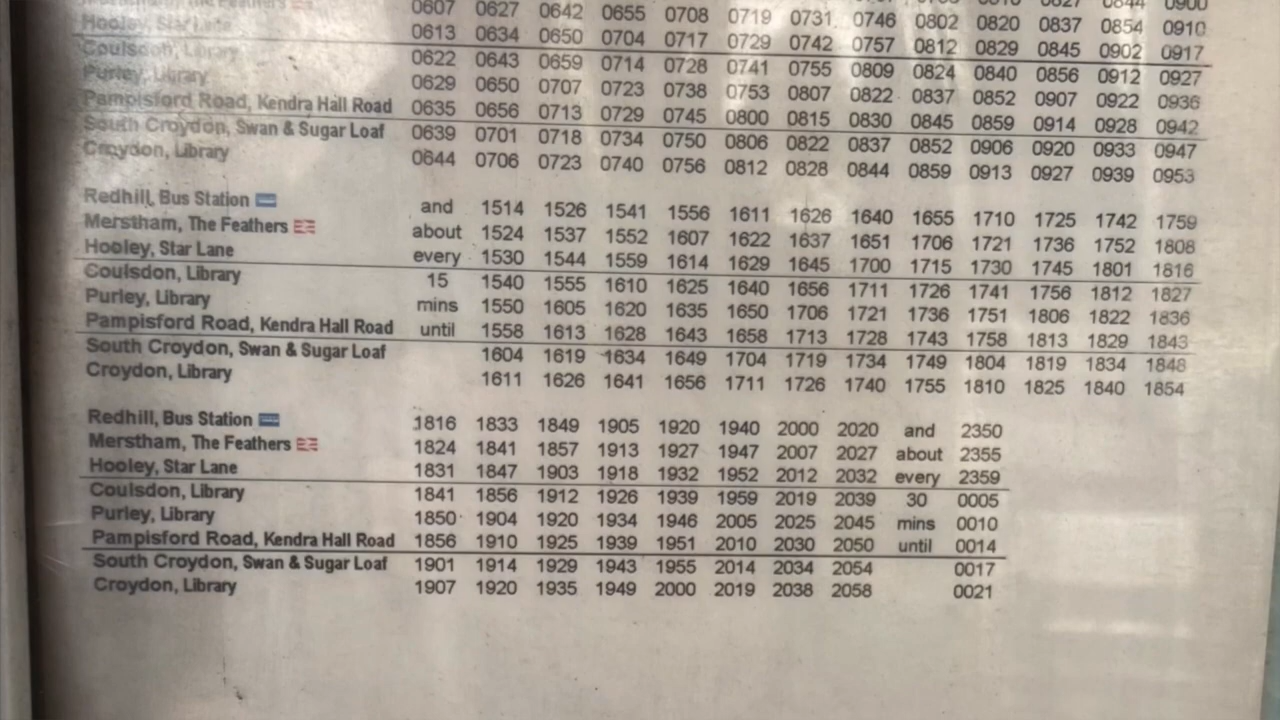 0827 0844 0900
0607 0627 0642 0655 0708 0719 0731 0746 0802 0820 0837 0854 0910
Hooley, Star Lane 0613 0634 0650 0704 0717 0729 0742 0757 0812 0829 0845 0902 0917
Coulsdon, Library 0622 0643 0659 0714 0728 0741 0755 0809 0824 0840 0856 0912 0927
Purley, Library 0629 0650 0707 0723 0738 0753 0807 0822 0837 0852 0907 0922 0936
Pampisford Road, Kendra Hall Road 0635 0656 0713 0729 0745 0800 0815 0830 0845 0859 0914 0928 0942
South Croydon, Swan & Sugar Loaf 0639 0701 0718 0734 0750 0806 0822 0837 0852 0906 0920 0933 0947
Croydon, Library 0644 0706 0723 0740 0756 0812 0828 0844 0859 0913 0927 0939 0953
Redhill, Bus Station and 1514 1526 1541 1556 1611 1626 1640 1655 1710 1725 1742 1759
Merstham, The Feathers about 1524 1537 1552 1607 1622 1637 1651 1706 1721 1736 1752 1808
Hooley, Star Lane every 1530 1544 1559 1614 1629 1645 1700 1715 1730 1745 1801 1816
Coulsdon, Library 15 1540 1555 1610 1625 1640 1656 1711 1726 1741 1756 1812 1827
Purley, Library mins 1550 1605 1620 1635 1650 1706 1721 1736 1751 1806 1822 1836
Pampisford Road, Kendra Hall Road until 1558 1613 1628 1643 1658 1713 1728 1743 1758 1813 1829 1843
South Croydon, Swan & Sugar Loaf 1604 1619 1634 1649 1704 1719 1734 1749 1804 1819 1834 1848
Croydon, Library 1611 1626 1641 1656 1711 1726 1740 1755 1810 1825 1840 1854
Redhill, Bus Station 1816 1833 1849 1905 1920 1940 2000 2020 and 2350
Merstham, The Feathers 1824 1841 1857 1913 1927 1947 2007 2027 about 2355
Hooley, Star Lane 1831 1847 1903 1918 1932 1952 2012 2032 every 2359
Coulsdon, Library 1841 1856 1912 1926 1939 1959 2019 2039 30 0005
Purley, Library 1850 1904 1920 1934 1946 2005 2025 2045 mins 0010
Pampisford Road, Kendra Hall Road 1856 1910 1925 1939 1951 2010 2030 2050 until 0014
South Croydon, Swan & Sugar Loaf 1901 1914 1929 1943 1955 2014 2034 2054 0017
Croydon, Library 1907 1920 1935 1949 2000 2019 2038 2058 0021